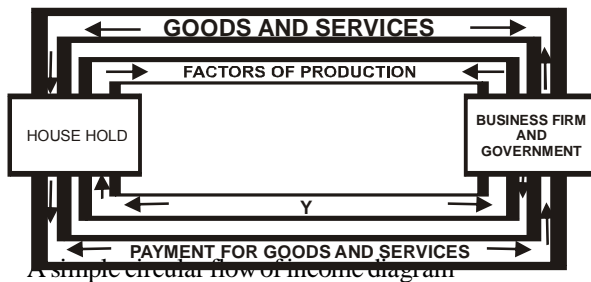 GOODS AND SERVICES
FACTORS OF PRODUCTION
HOUSE HOLD
BUSINESS FIRM
AND
GOVERNMENT
Y
PAYMENT FOR GOODS AND SERVICES
A simple circular flow of income diagram